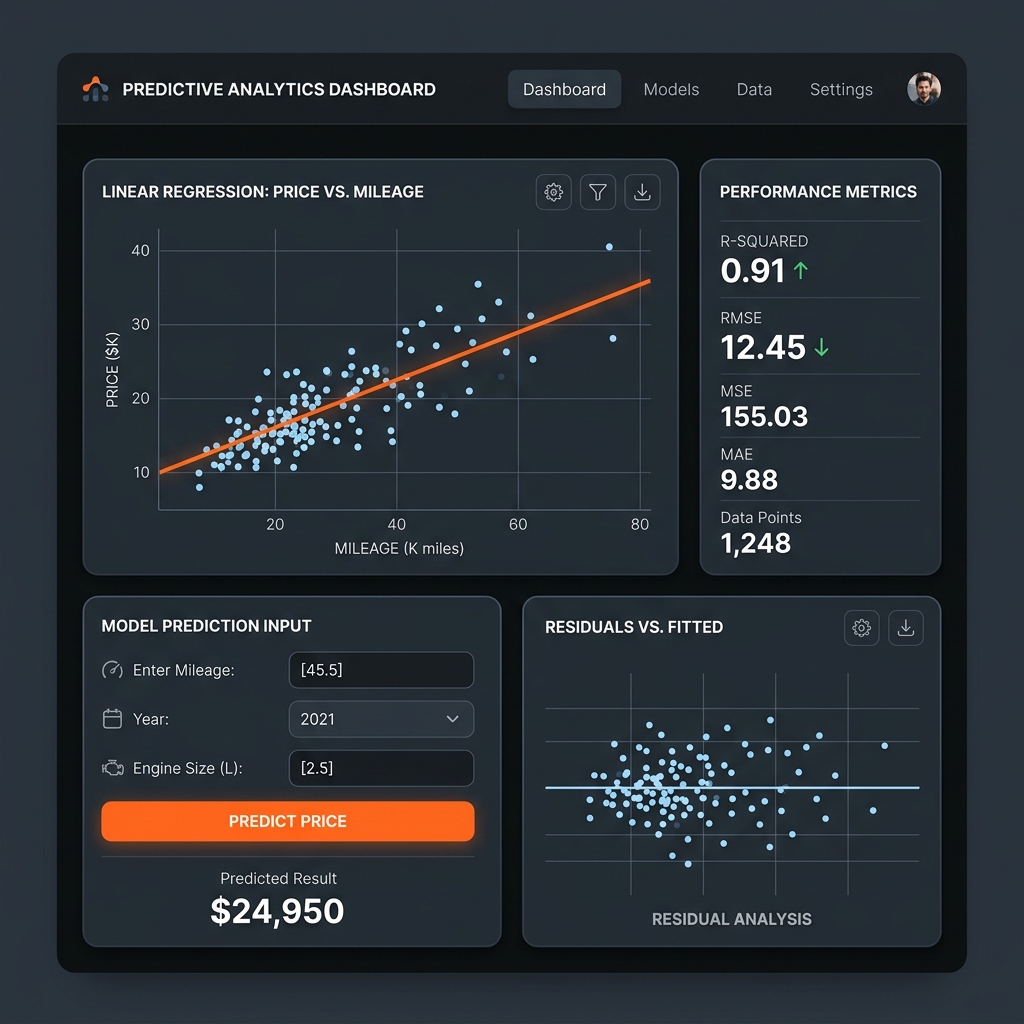 PREDICTIVE ANALYTICS DASHBOARD
Dashboard
Models
Data
Settings
LINEAR REGRESSION: PRICE VS. MILEAGE
PRICE ($K)
40
30
20
10
20
40
60
80
MILEAGE (K miles)
PERFORMANCE METRICS
R-SQUARED
0.91 ↑
RMSE
12.45 ↓
MSE
155.03
MAE
9.88
Data Points
1,248
MODEL PREDICTION INPUT
Enter Mileage:
[45.5]
Year:
2021
Engine Size (L):
[2.5]
PREDICT PRICE
Predicted Result
$24,950
RESIDUALS VS. FITTED
RESIDUAL ANALYSIS